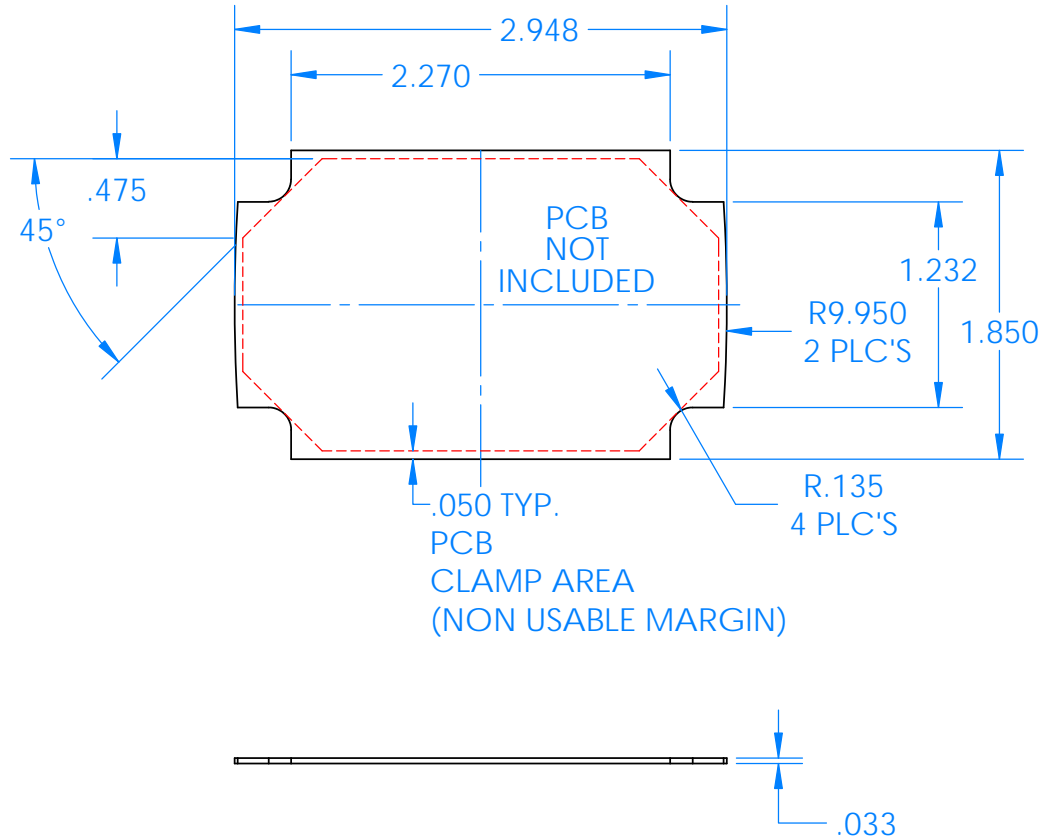 2.948
2.270
.475
45°
PCB
NOT
INCLUDED
1.232
R9.950
2 PLC'S
1.850
R.135
4 PLC'S
.050 TYP.
PCB
CLAMP AREA
(NON USABLE MARGIN)
.033